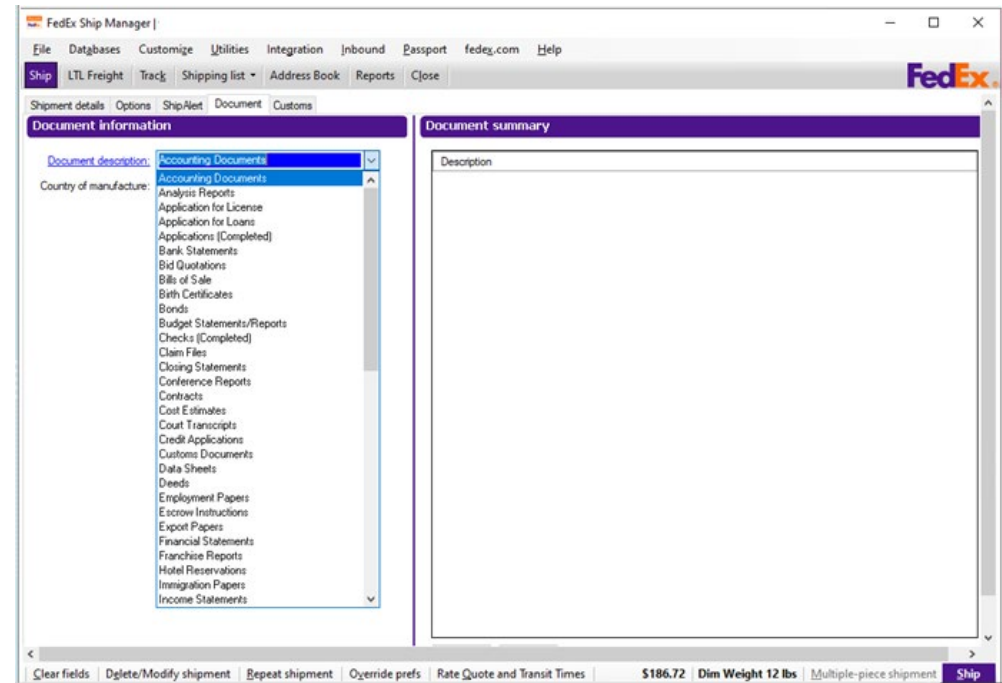 FedEx Ship Manager |
File Databases Customize Utilities Integration Inbound Passport fedex.com Help
Ship LTL Freight Track Shipping list Address Book Reports Close
FedEx
Shipment details Options ShipAlert Document Customs
Document information
Document description: Accounting Documents
Country of manufacture:
Accounting Documents
Analysis Reports
Application for License
Application for Loans
Applications (Completed)
Bank Statements
Bid Quotations
Bills of Sale
Birth Certificates
Bonds
Budget Statements/Reports
Checks (Completed)
Claim Files
Closing Statements
Conference Reports
Contracts
Cost Estimates
Court Transcripts
Credit Applications
Customs Documents
Data Sheets
Deeds
Employment Papers
Escrow Instructions
Export Papers
Financial Statements
Franchise Reports
Hotel Reservations
Immigration Papers
Income Statements
Document summary
Description
Clear fields Delete/Modify shipment Repeat shipment Override prefs Rate Quote and Transit Times $186.72 Dim Weight 12 lbs Multiple-piece shipment Ship